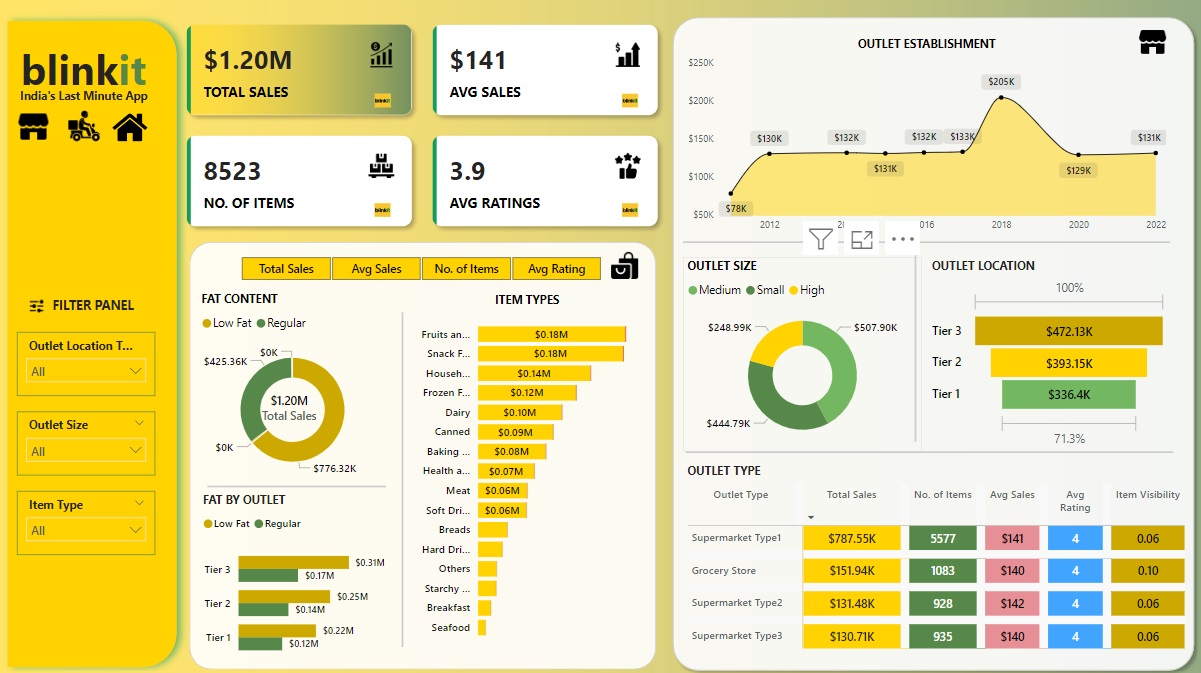 blinkit
India's Last Minute App
FILTER PANEL
Outlet Location T...
All
Outlet Size
All
Item Type
All
$1.20M
TOTAL SALES
blinkit
$141
AVG SALES
blinkit
8523
NO. OF ITEMS
blinkit
3.9
AVG RATINGS
blinkit
Total Sales Avg Sales No. of Items Avg Rating
FAT CONTENT
Low Fat Regular
$0K
$425.36K
$1.20M
Total Sales
$0K
$776.32K
FAT BY OUTLET
Low Fat Regular
Tier 3 $0.31M
$0.17M
Tier 2 $0.25M
$0.14M
Tier 1 $0.22M
$0.12M
ITEM TYPES
Fruits an... $0.18M
Snack F... $0.18M
Househ... $0.14M
Frozen F... $0.12M
Dairy $0.10M
Canned $0.09M
Baking ... $0.08M
Health a... $0.07M
Meat $0.06M
Soft Dri... $0.06M
Breads
Hard Dri...
Others
Starchy ...
Breakfast
Seafood
OUTLET ESTABLISHMENT
$250K
$200K
$150K
$100K
$50K
$78K
$130K
$132K
$131K
$132K
$133K
$205K
$129K
$131K
2012 016 2018 2020 2022
OUTLET SIZE
Medium Small High
$248.99K
$507.90K
$444.79K
OUTLET LOCATION
100%
Tier 3 $472.13K
Tier 2 $393.15K
Tier 1 $336.4K
71.3%
OUTLET TYPE
Outlet Type Total Sales No. of Items Avg Sales Avg Rating Item Visibility
Supermarket Type1 $787.55K 5577 $141 4 0.06
Grocery Store $151.94K 1083 $140 4 0.10
Supermarket Type2 $131.48K 928 $142 4 0.06
Supermarket Type3 $130.71K 935 $140 4 0.06